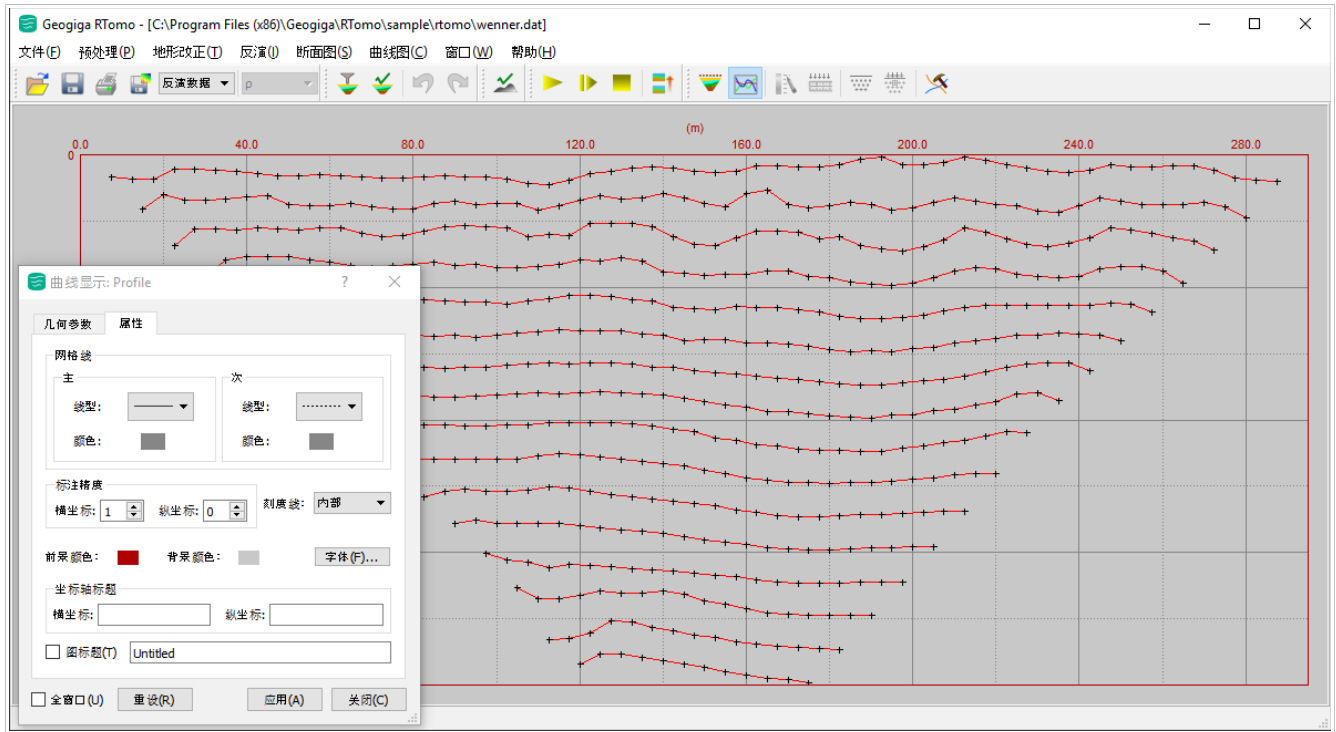 Geogiga RTomo - [C:\Program Files (x86)\Geogiga\RTomo\sample\rtomo\wenner.dat]
文件(F) 预处理(P) 地形改正(T) 反演(I) 断面图(S) 曲线图(C) 窗口(W) 帮助(H)
反演数据 ρ
(m)
0.0 40.0 80.0 120.0 160.0 200.0 240.0 280.0
0
曲线显示: Profile ?
几何参数 属性
网格线
主 次
线型: 线型:
颜色: 颜色:
标注精度
横坐标: 1 纵坐标: 0 刻度线: 内部
前景颜色: 背景颜色: 字体(F)...
坐标轴标题
横坐标: 纵坐标:
图标题(T) Untitled
全窗口(U) 重设(R) 应用(A) 关闭(C)